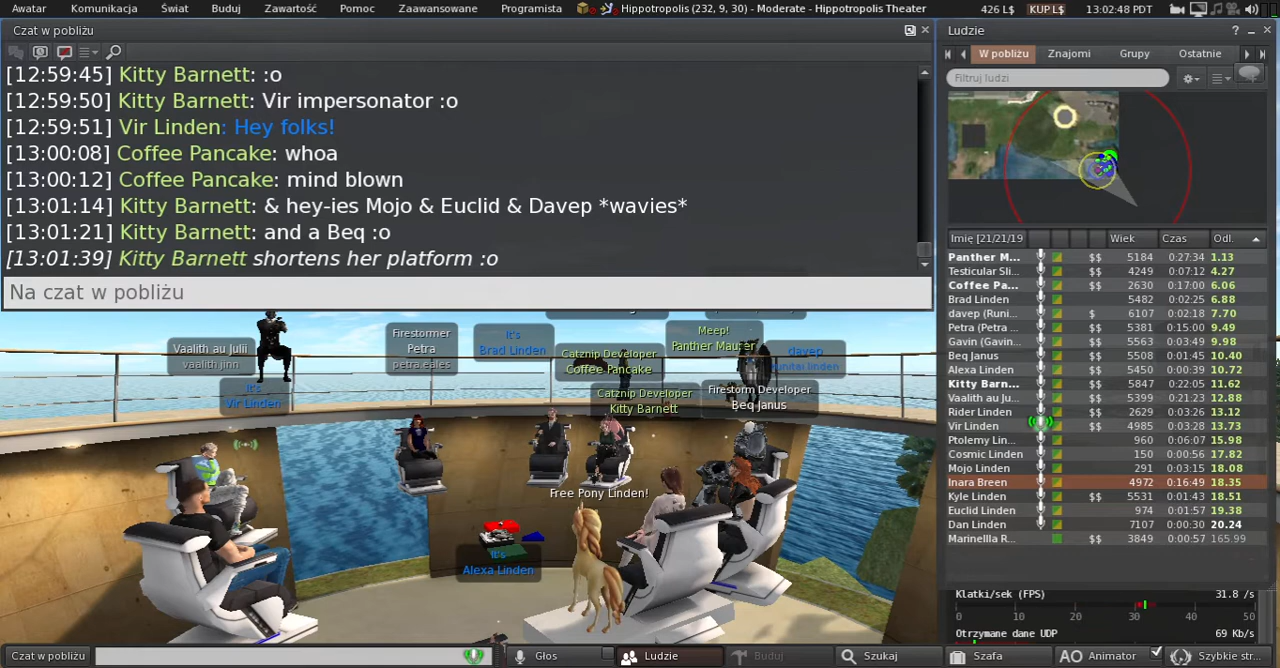 Awatar Komunikacja Świat Buduj Zawartość Pomoc Zaawansowane Programista Hippotropolis (232, 9, 30) - Moderate - Hippotropolis Theater 426 L$ KUP L$ 13:02:48 PDT
Czat w pobliżu
[12:59:45] Kitty Barnett: :o
[12:59:50] Kitty Barnett: Vir impersonator :o
[12:59:51] Vir Linden: Hey folks!
[13:00:08] Coffee Pancake: whoa
[13:00:12] Coffee Pancake: mind blown
[13:01:14] Kitty Barnett: & hey-ies Mojo & Euclid & Davep *wavies*
[13:01:21] Kitty Barnett: and a Beq :o
[13:01:39] Kitty Barnett shortens her platform :o
Na czat w pobliżu
Vaalith au Julii
vaalith.jinn
It's
Vir Linden
Firestormer
Petra
petra.eales
It's
Brad Linden
Catznip Developer
Coffee Pancake
Meep!
Panther Maurer
davep
Catznip Developer
Kitty Barnett
Firestorm Developer
Beq Janus
Free Pony Linden!
It's
Alexa Linden
Ludzie
W pobliżu Znajomi Grupy Ostatnie
Filtruj ludzi
Imię [21/21/19 Wiek Czas Odl.
Panther M... $$ 5184 0:27:34 1.13
Testicular Sli... $$ 4249 0:07:12 4.27
Coffee Pa... $$ 2630 0:17:00 6.06
Brad Linden 5482 0:02:25 6.88
davep (Runi... $ 6107 0:02:18 7.70
Petra (Petra ... $$ 5381 0:15:00 9.49
Gavin (Gavin... $$ 5563 0:03:49 9.98
Beq Janus $$ 5508 0:01:45 10.40
Alexa Linden $$ 5450 0:00:39 10.72
Kitty Barn... $$ 5847 0:22:05 11.62
Vaalith au Ju... $$ 5399 0:21:23 12.88
Rider Linden $$ 2629 0:03:26 13.12
Vir Linden $$ 4985 0:03:28 13.73
Ptolemy Lin... 960 0:06:07 15.98
Cosmic Linden 150 0:00:56 17.82
Mojo Linden 291 0:03:15 18.08
Inara Breen 4972 0:16:49 18.35
Kyle Linden $$ 5531 0:01:43 18.51
Euclid Linden 974 0:01:57 19.38
Dan Linden 7107 0:00:30 20.24
Marinellla R... $$ 3849 0:00:57 165.99
Klatki/sek (FPS) 31.8 /s
0 10 20 30 40 50
Otrzymane dane UDP 69 Kb/s
Czat w pobliżu Głos Ludzie Buduj Szukaj Szafa AO Animator Szybkie str...